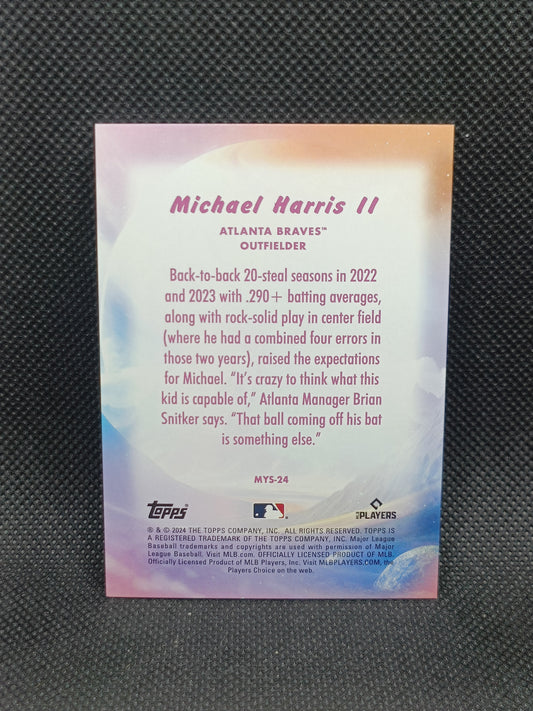 Michael Harris II
ATLANTA BRAVES™
OUTFIELDER
Back-to-back 20-steal seasons in 2022
and 2023 with .290+ batting averages,
along with rock-solid play in center field
(where he had a combined four errors in
those two years), raised the expectations
for Michael. “It’s crazy to think what this
kid is capable of,” Atlanta Manager Brian
Snitker says. “That ball coming off his bat
is something else.”
MYS-24
Topps
PLAYERS
® & © 2024 THE TOPPS COMPANY, INC. ALL RIGHTS RESERVED. TOPPS IS
A REGISTERED TRADEMARK OF THE TOPPS COMPANY, INC. Major League
Baseball trademarks and copyrights are used with permission of Major
League Baseball. Visit MLB.com. OFFICIALLY LICENSED PRODUCT OF MLB
Officially Licensed Product of MLB Players, Inc. Visit MLBPLAYERS.COM, the
Players Choice on the web.